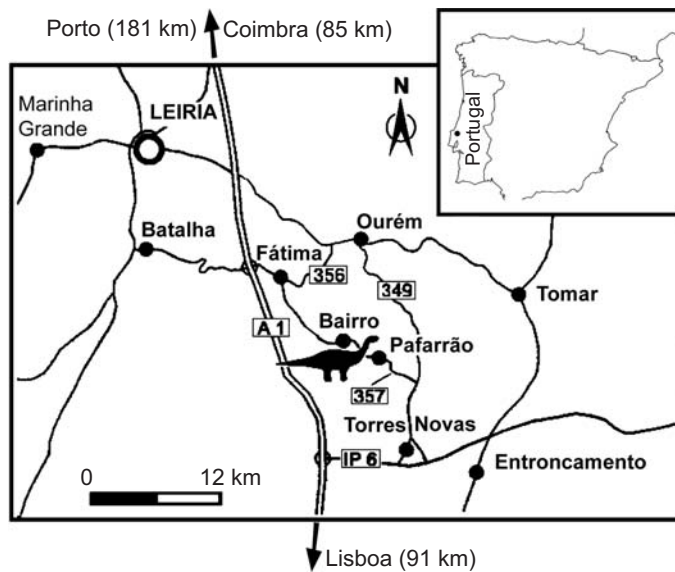 Porto (181 km)
Coimbra (85 km)
Marinha
Grande
LEIRIA
N
Portugal
Batalha
Ourém
Fátima
356
349
Tomar
A 1
Bairro
Pafarrão
357
Torres Novas
0
12 km
IP 6
Entroncamento
Lisboa (91 km)